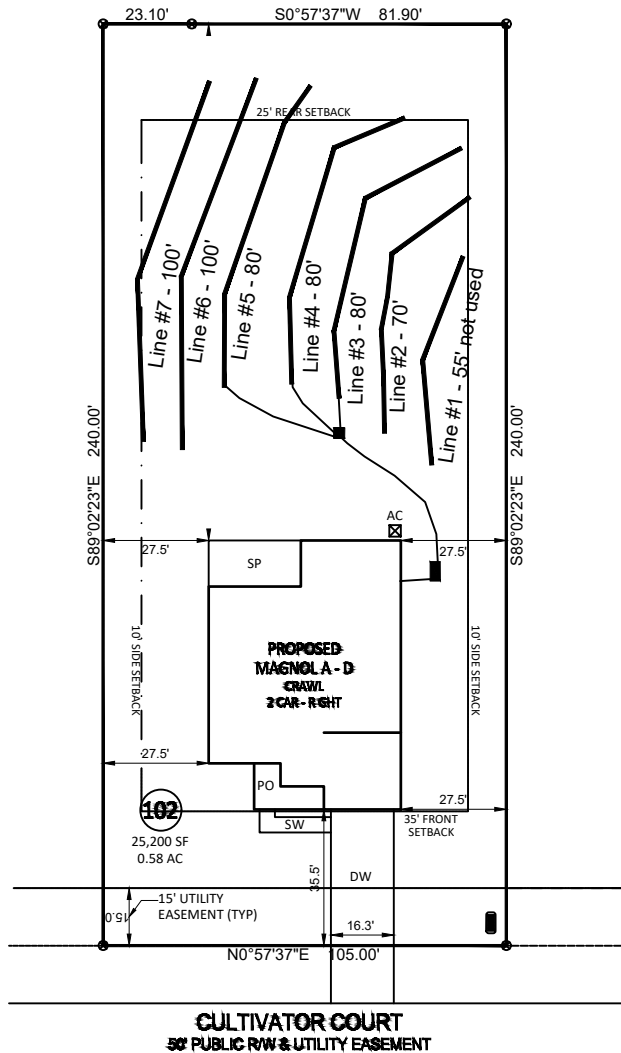 23.10'
S0°57'37"W 81.90'
25' REAR SETBACK
Line #7 - 100'
Line #6 - 100'
Line #5 - 80'
Line #4 - 80'
Line #3 - 80'
Line #2 - 70'
Line #1 - 55' not used
S89°02'23"E 240.00'
S89°02'23"E 240.00'
AC
27.5'
27.5'
SP
10' SIDE SETBACK
10' SIDE SETBACK
PROPOSED
MAGNOL A - D
CRAWL
2 CAR - R GHT
27.5'
PO
27.5'
102
SW
35' FRONT
SETBACK
25,200 SF
0.58 AC
35.5'
DW
15' UTILITY
EASEMENT (TYP)
15.0'
16.3'
N0°57'37"E 105.00'
CULTIVATOR COURT
50' PUBLIC R/W & UTILITY EASEMENT